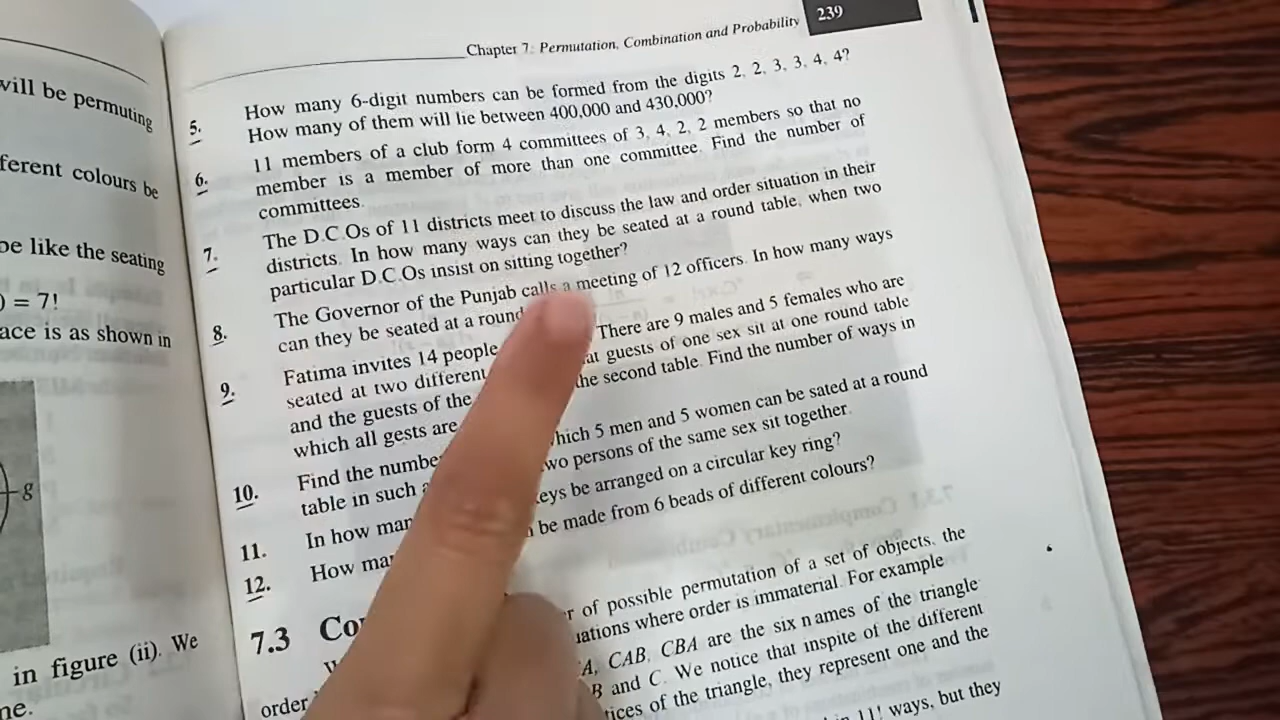 will be permuting
ferent colours be
be like the seating
) = 7!
ace is as shown in
g
in figure (ii). We
ne.
Chapter 7: Permutation, Combination and Probability 239
5. How many 6-digit numbers can be formed from the digits 2, 2, 3, 3, 4, 4?
How many of them will lie between 400,000 and 430,000?
6. 11 members of a club form 4 committees of 3, 4, 2, 2 members so that no
member is a member of more than one committee. Find the number of
committees.
7. The D.C.Os of 11 districts meet to discuss the law and order situation in their
districts. In how many ways can they be seated at a round table, when two
particular D.C.Os insist on sitting together?
8. The Governor of the Punjab calls a meeting of 12 officers. In how many ways
can they be seated at a round
9. Fatima invites 14 people There are 9 males and 5 females who are
seated at two different at guests of one sex sit at one round table
and the guests of the the second table. Find the number of ways in
which all gests are
10. Find the number which 5 men and 5 women can be sated at a round
table in such a two persons of the same sex sit together.
11. In how man keys be arranged on a circular key ring?
12. How ma be made from 6 beads of different colours?
7.3 Co
r of possible permutation of a set of objects, the
order uations where order is immaterial. For example
A, CAB, CBA are the six names of the triangle
B and C. We notice that inspite of the different
tices of the triangle, they represent one and the
in 11! ways, but they